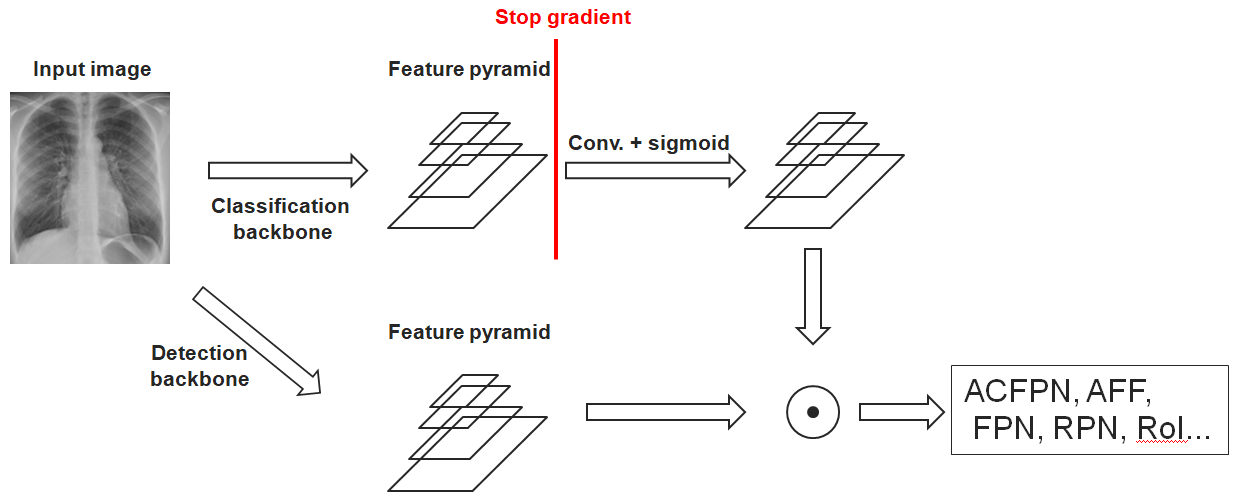 Stop gradient
Input image
Feature pyramid
Conv. + sigmoid
Classification
backbone
Feature pyramid
Detection
backbone
ACFPN, AFF,
FPN, RPN, RoI...